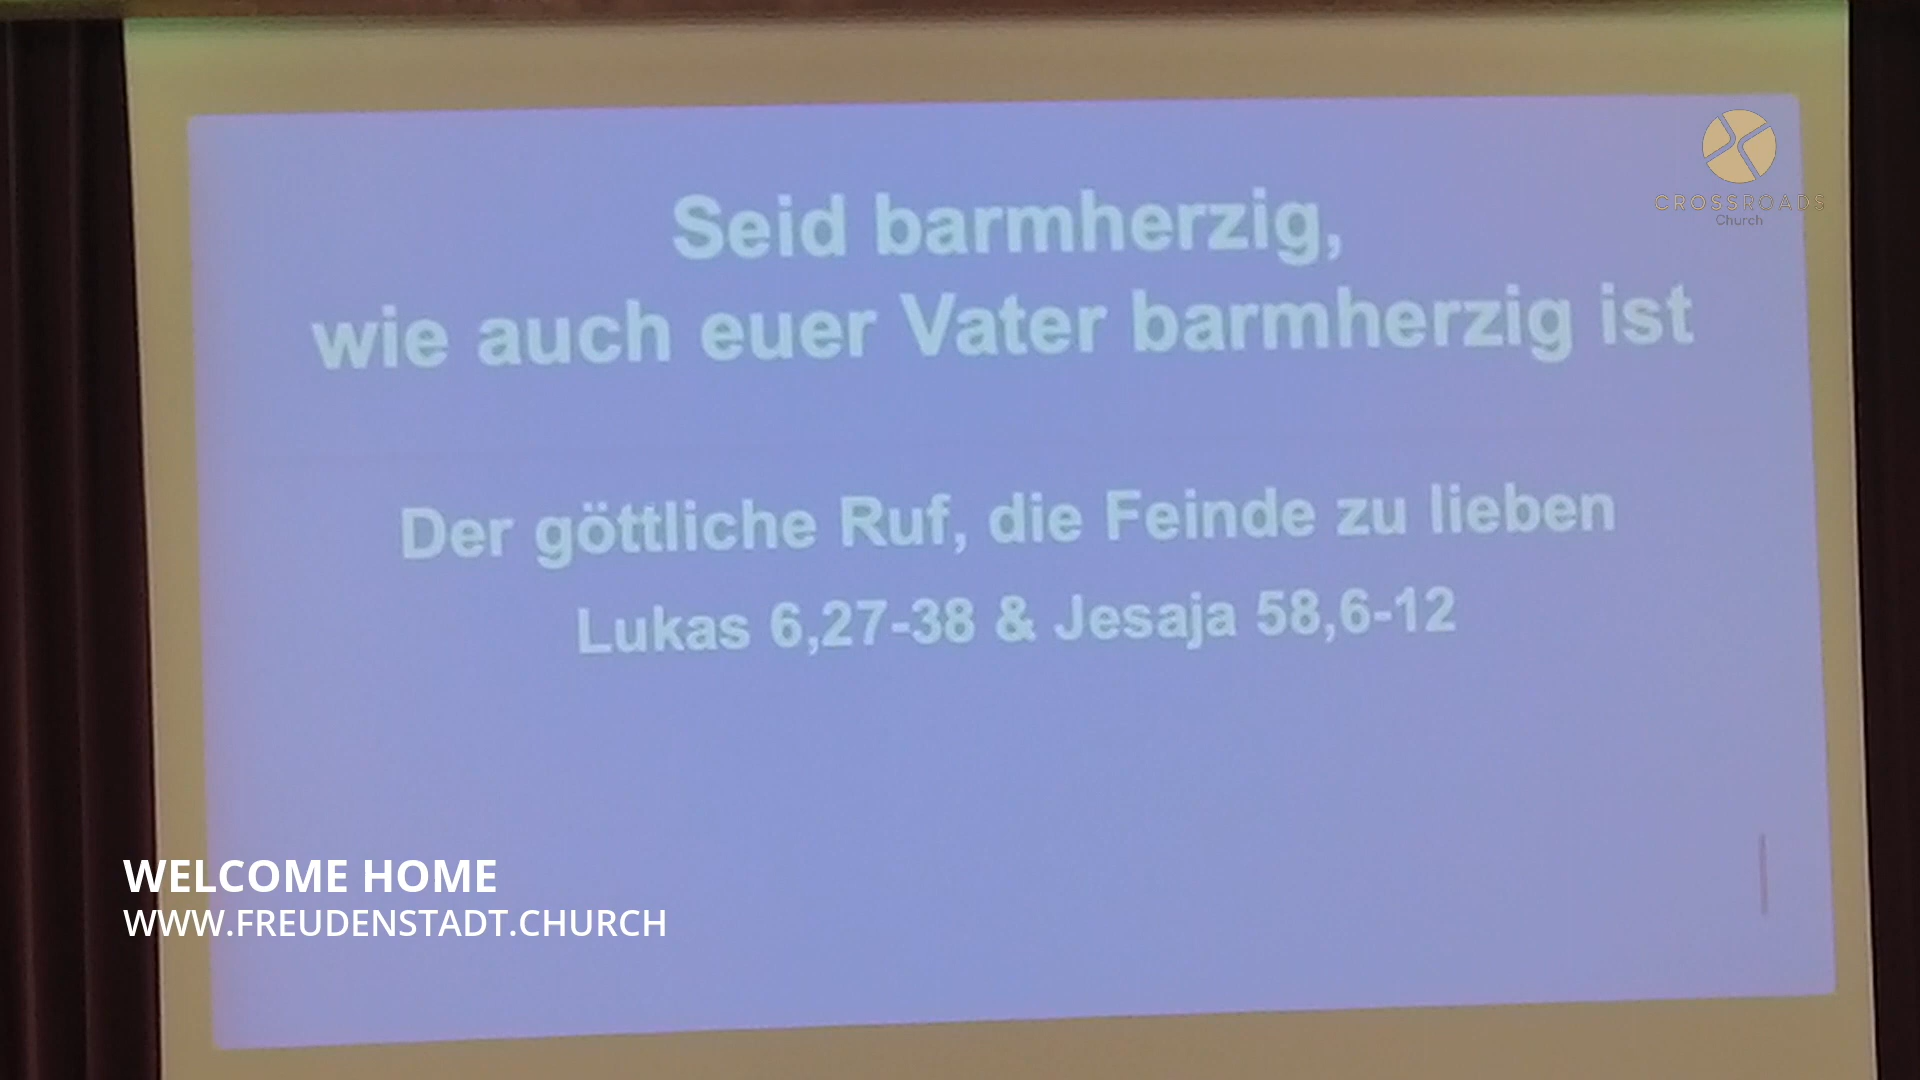 CROSSROADS
Church
Seid barmherzig,
wie auch euer Vater barmherzig ist
Der göttliche Ruf, die Feinde zu lieben
Lukas 6,27-38 & Jesaja 58,6-12
WELCOME HOME
WWW.FREUDENSTADT.CHURCH